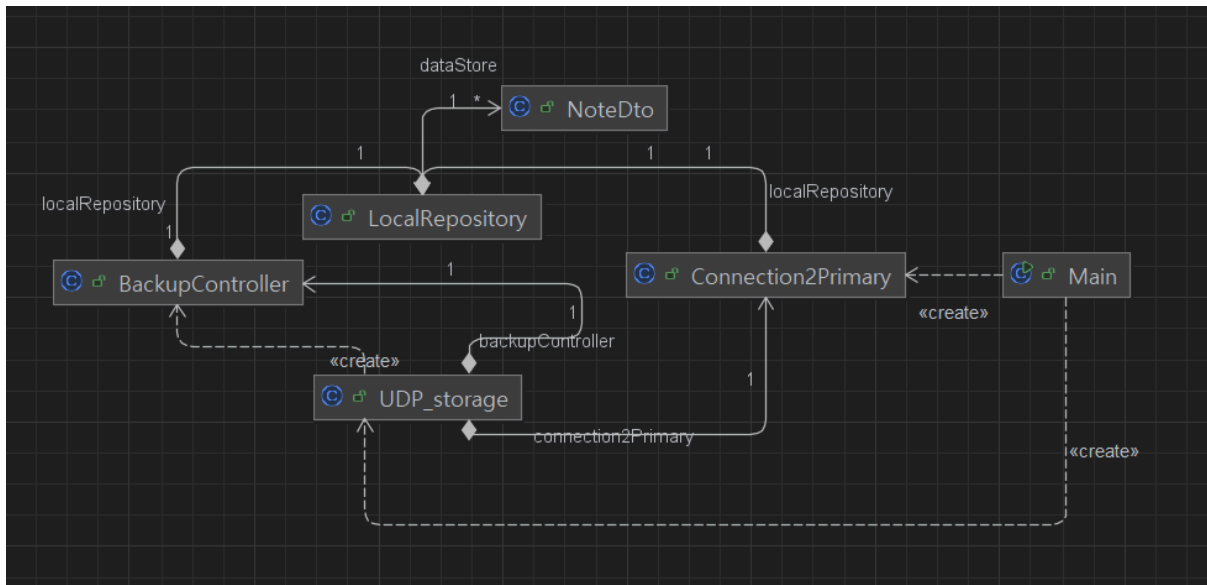 dataStore
1 *
NoteDto
1
1 1
localRepository
localRepository
LocalRepository
1
BackupController
1
Connection2Primary
Main
«create»
1
backupController
«create»
UDP_storage
1
connection2Primary
«create»